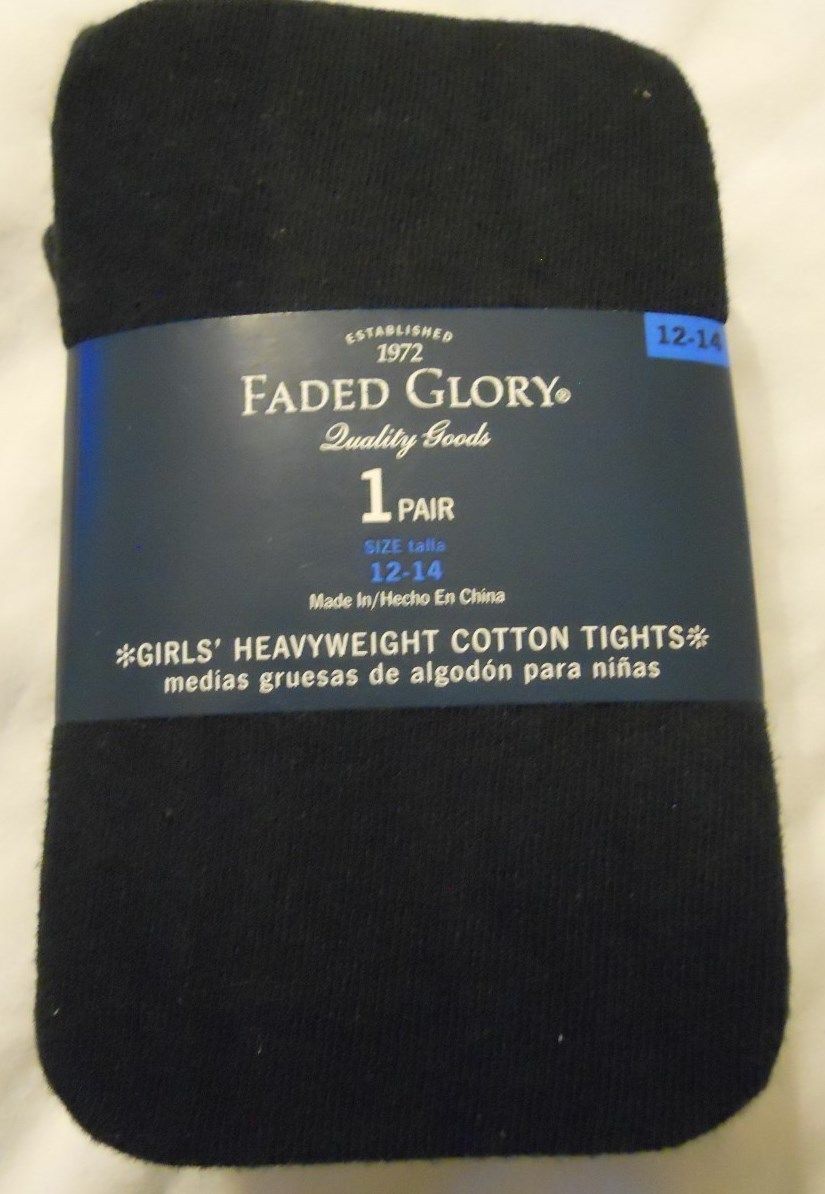 ESTABLISHED
1972
12-14
FADED GLORY®
Quality Goods
1 PAIR
SIZE talla
12-14
Made In/Hecho En China
*GIRLS' HEAVYWEIGHT COTTON TIGHTS*
medias gruesas de algodón para niñas